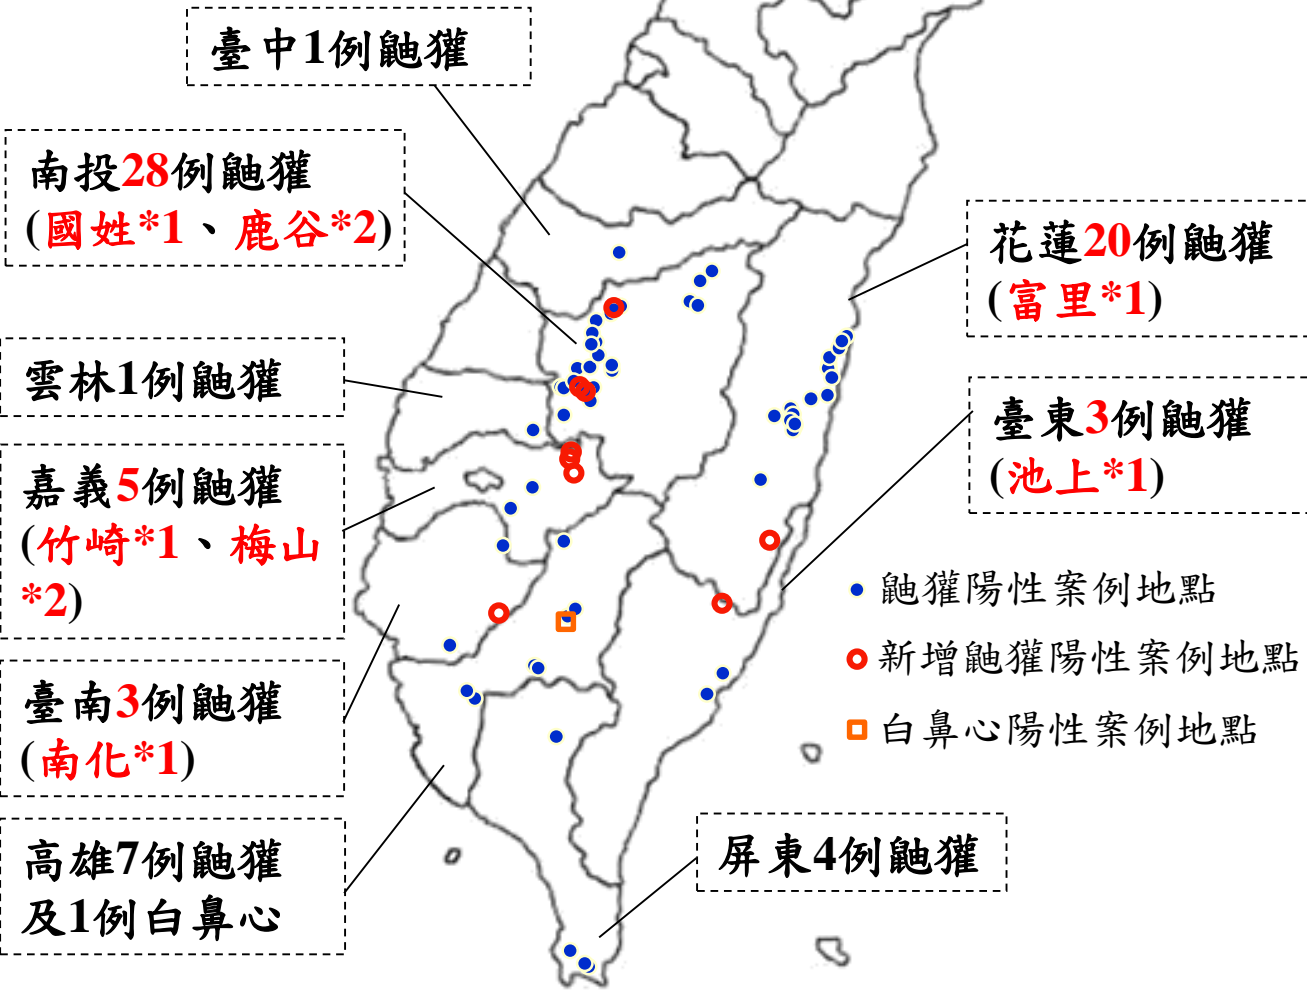 臺中1例鼬獾
南投28例鼬獾
(國姓*1、鹿谷*2)
雲林1例鼬獾
嘉義5例鼬獾
(竹崎*1、梅山
*2)
臺南3例鼬獾
(南化*1)
高雄7例鼬獾
及1例白鼻心
花蓮20例鼬獾
(富里*1)
臺東3例鼬獾
(池上*1)
鼬獾陽性案例地點
新增鼬獾陽性案例地點
白鼻心陽性案例地點
屏東4例鼬獾